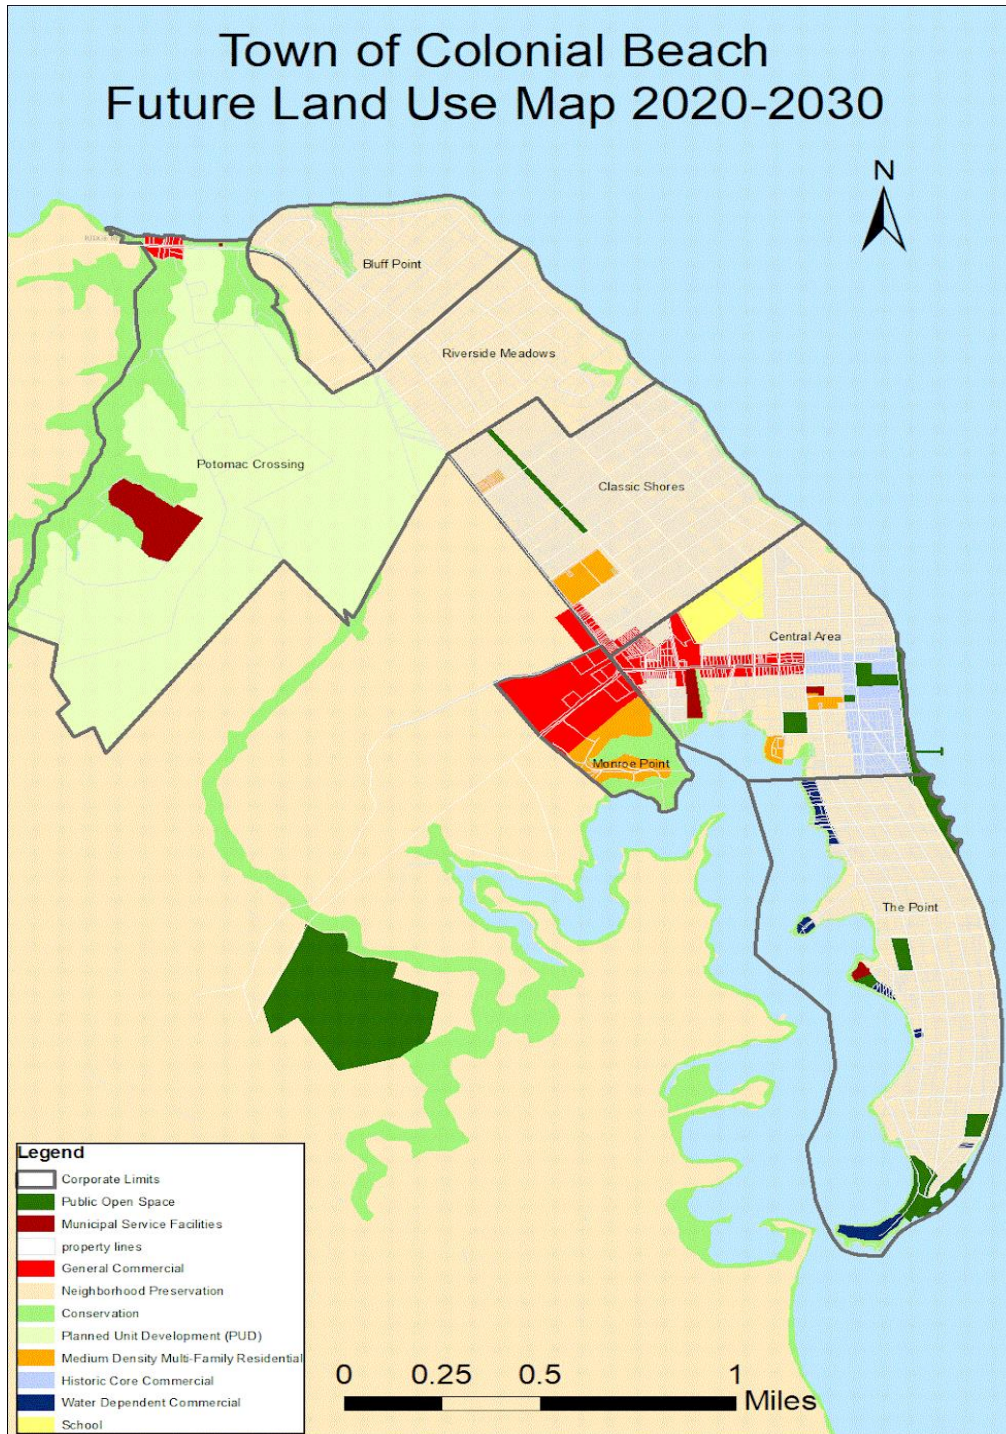 Town of Colonial Beach
Future Land Use Map 2020-2030
N
Bluff Point
Riverside Meadows
Potomac Crossing
Classic Shores
Central Area
Monroe Point
The Point
Legend
Corporate Limits
Public Open Space
Municipal Service Facilities
property lines
General Commercial
Neighborhood Preservation
Conservation
Planned Unit Development (PUD)
Medium Density Multi-Family Residential
Historic Core Commercial
Water Dependent Commercial
School
0 0.25 0.5 1
Miles